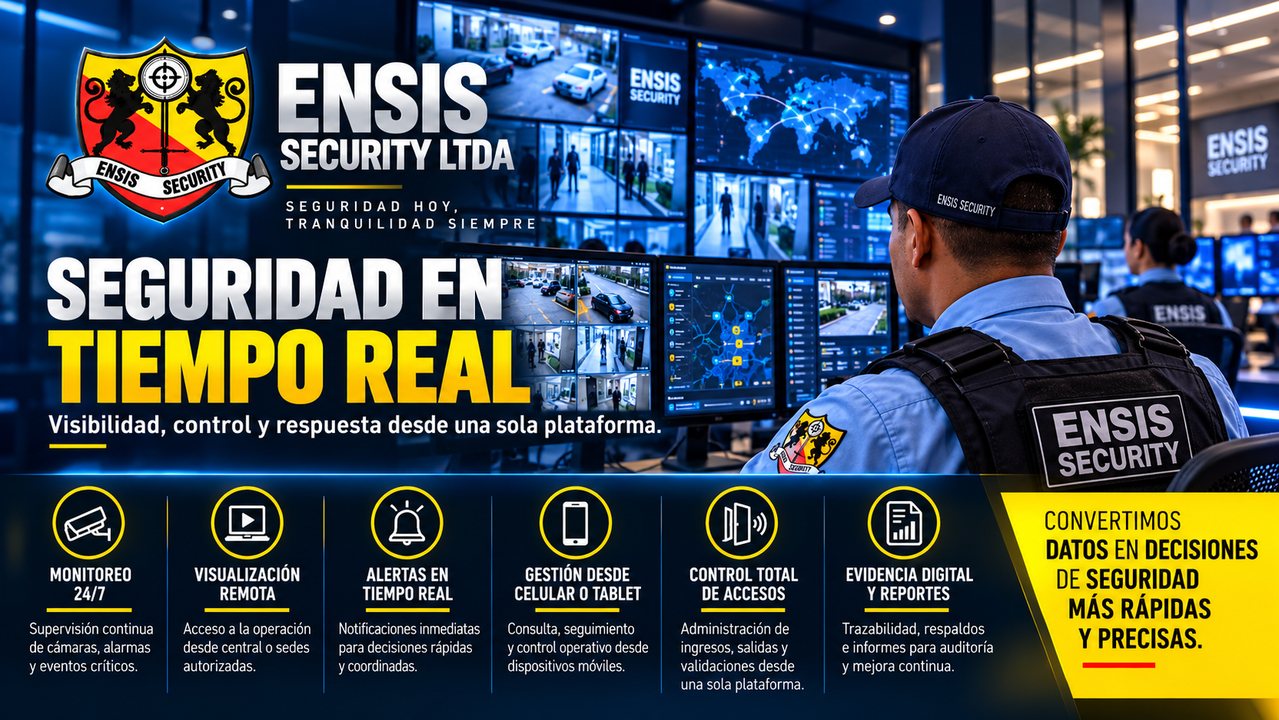 ENSIS
SECURITY LTDA
SEGURIDAD HOY,
TRANQUILIDAD SIEMPRE
ENSIS SECURITY
SEGURIDAD EN
TIEMPO REAL
Visibilidad, control y respuesta desde una sola plataforma.
ENSIS
SECURITY
ENSIS
SECURITY
ENSIS SECURITY
ENSIS
ENSIS
SECURITY
ENSIS SECURITY
MONITOREO
24/7
Supervisión continua
de cámaras, alarmas
y eventos críticos.
VISUALIZACIÓN
REMOTA
Acceso a la operación
desde central o sedes
autorizadas.
ALERTAS EN
TIEMPO REAL
Notificaciones inmediatas
para decisiones rápidas
y coordinadas.
GESTIÓN DESDE
CELULAR O TABLET
Consulta, seguimiento
y control operativo desde
dispositivos móviles.
CONTROL TOTAL
DE ACCESOS
Administración de
ingresos, salidas y
validaciones desde
una sola plataforma.
EVIDENCIA DIGITAL
Y REPORTES
Trazabilidad, respaldos
e informes para auditoría
y mejora continua.
CONVERTIMOS
DATOS EN DECISIONES
DE SEGURIDAD
MÁS RÁPIDAS
Y PRECISAS.